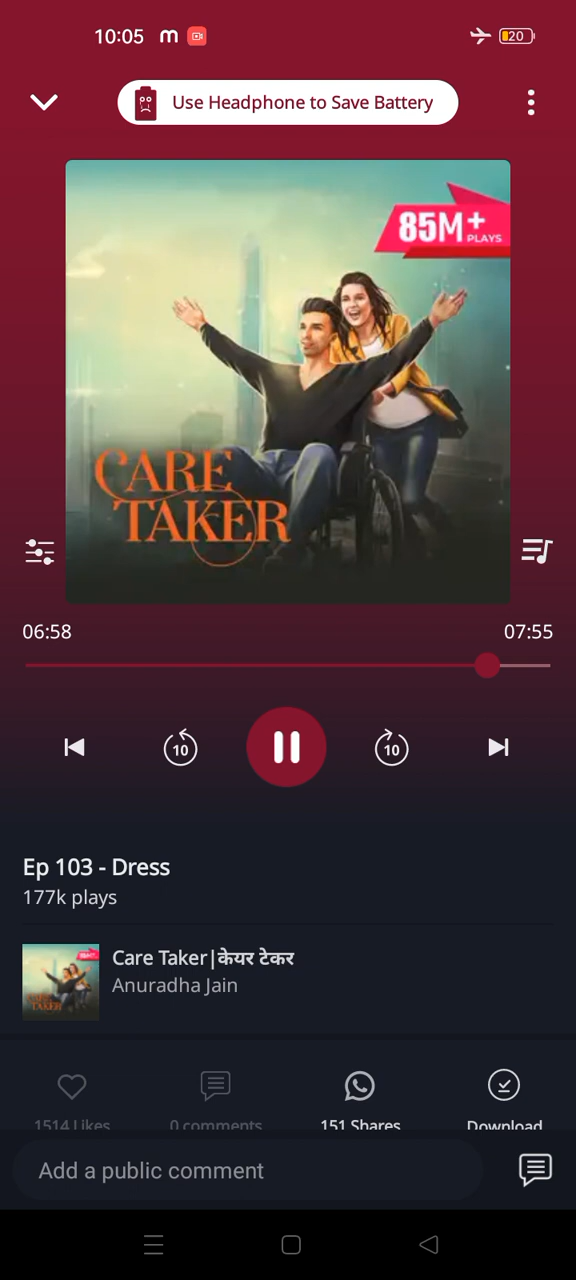 10:05 m 20
Use Headphone to Save Battery
85M+
PLAYS
CARE
TAKER
06:58 07:55
10 10
Ep 103 - Dress
177k plays
Care Taker|केयर टेकर
CARE
TAKER
Anuradha Jain
1514 Likes 0 comments 151 Shares Download
Add a public comment